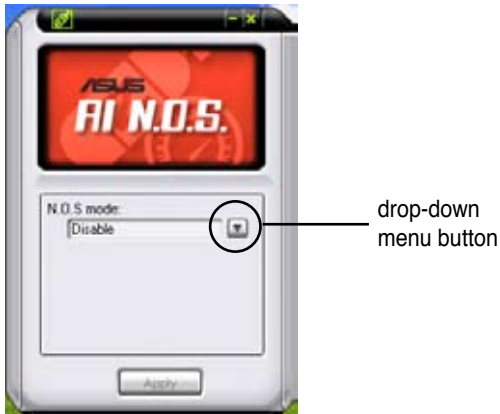 ASUS
AI N.O.S.
N.O.S mode:
Disable
Apply
drop-down
menu button